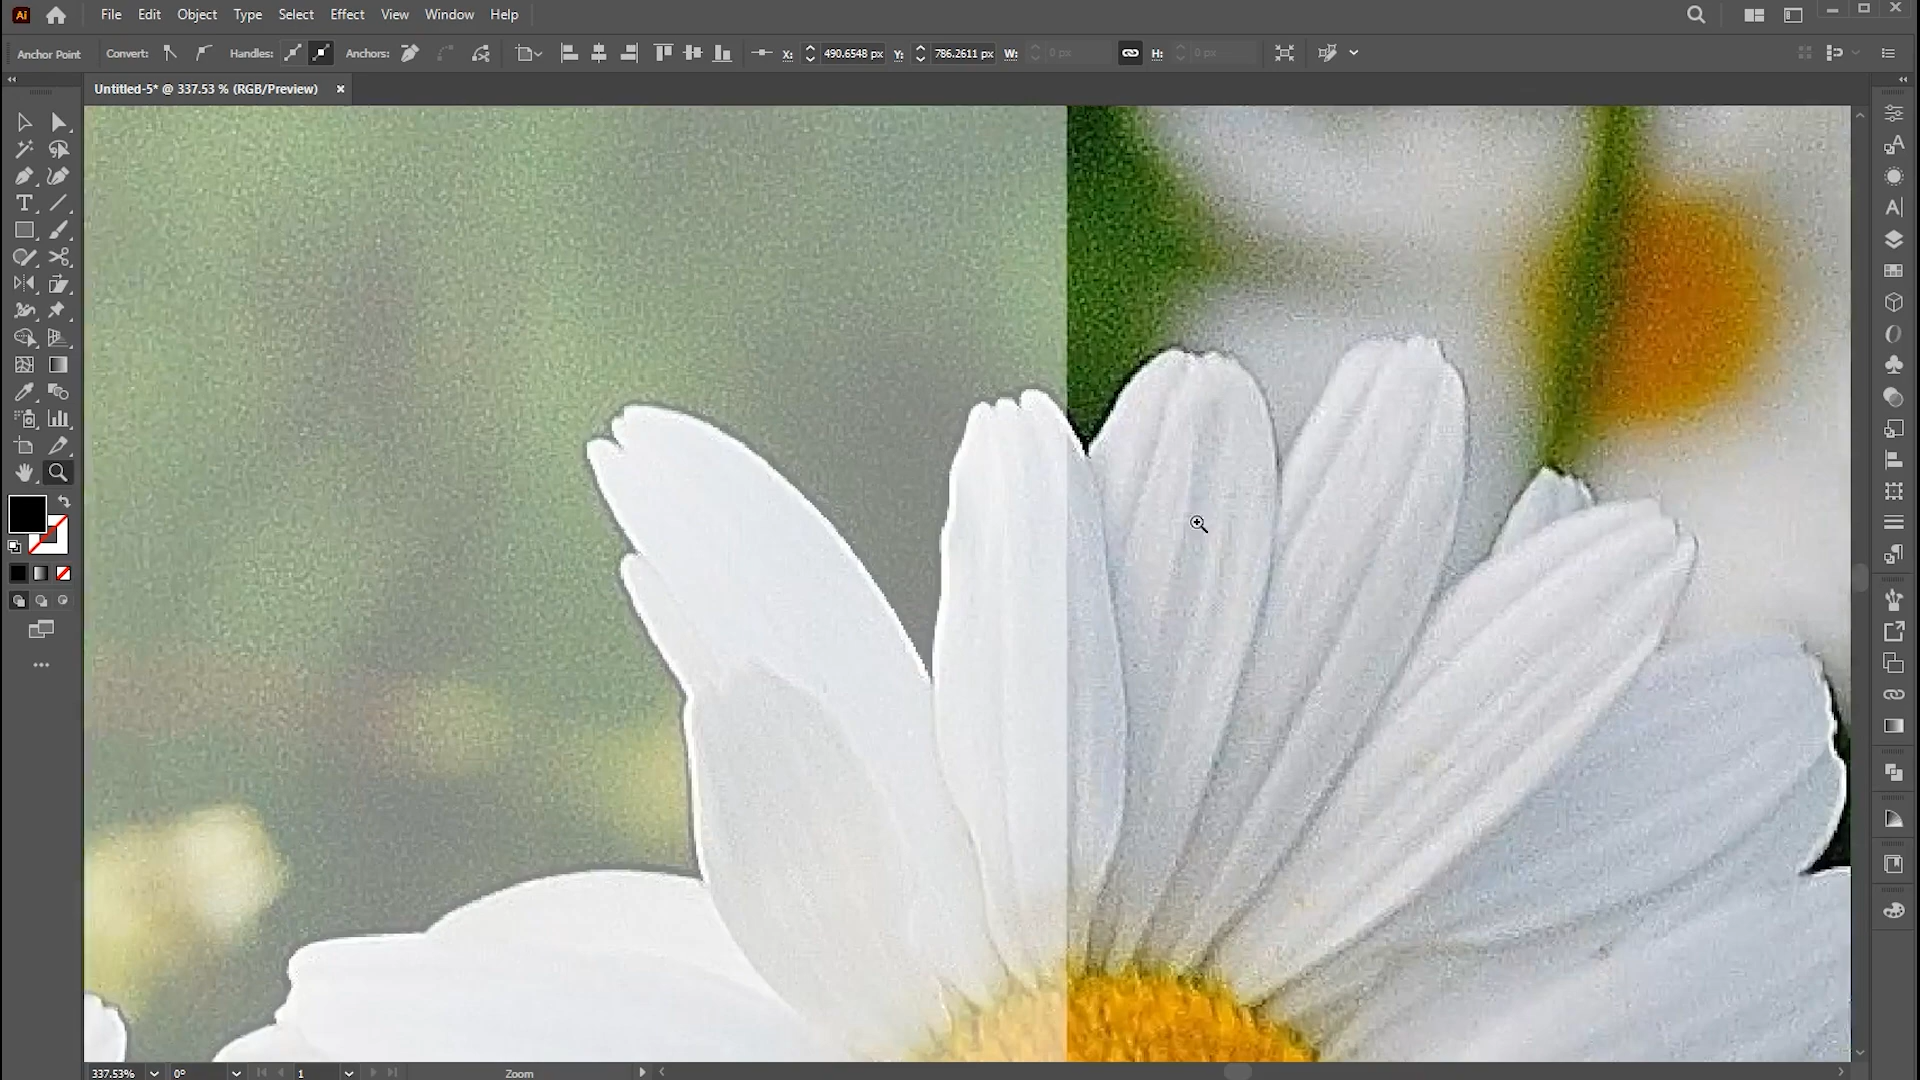 Ai File Edit Object Type Select Effect View Window Help
Anchor Point Convert: Handles: Anchors: X: 490.6548 px Y: 786.2611 px W: 0 px H: 0 px
Untitled-5* @ 337.53 % (RGB/Preview)
337.53% 0° 1 Zoom